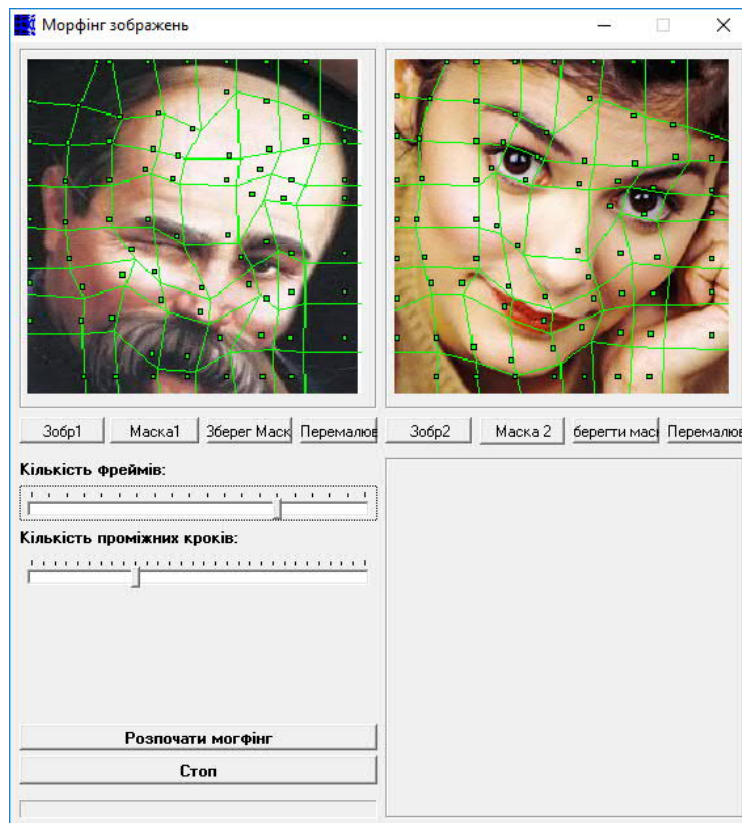 Морфінг зображень
Зобр1 Маска1 Зберег Маск Перемалюв Зобр2 Маска 2 берегти масі Перемалюв
Кількість фреймів:
Кількість проміжних кроків:
Розпочати могфінг
Стоп